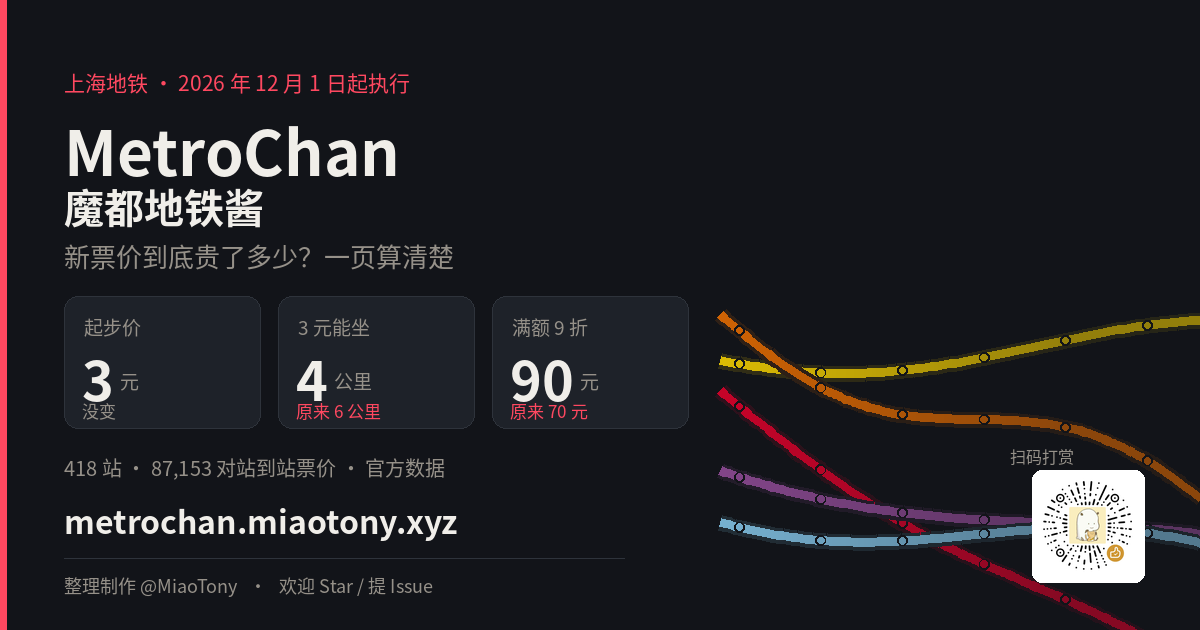 上海地铁 · 2026 年 12 月 1 日起执行
MetroChan
魔都地铁酱
新票价到底贵了多少？一页算清楚
起步价
3 元
没变
3 元能坐
4 公里
原来 6 公里
满额 9 折
90 元
原来 70 元
418 站 · 87,153 对站到站票价 · 官方数据
metrochan.miaotony.xyz
扫码打赏
整理制作 @MiaoTony · 欢迎 Star / 提 Issue